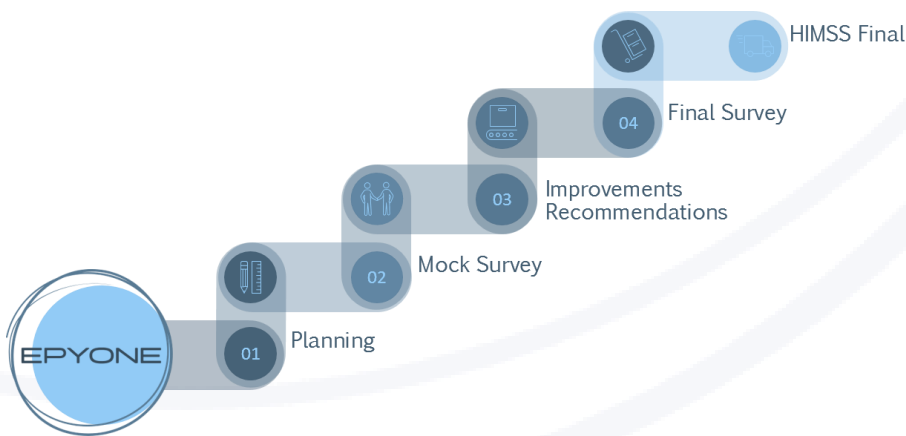 HIMSS Final
04
Final Survey
03
Improvements
Recommendations
02
Mock Survey
01
Planning
EPYONE